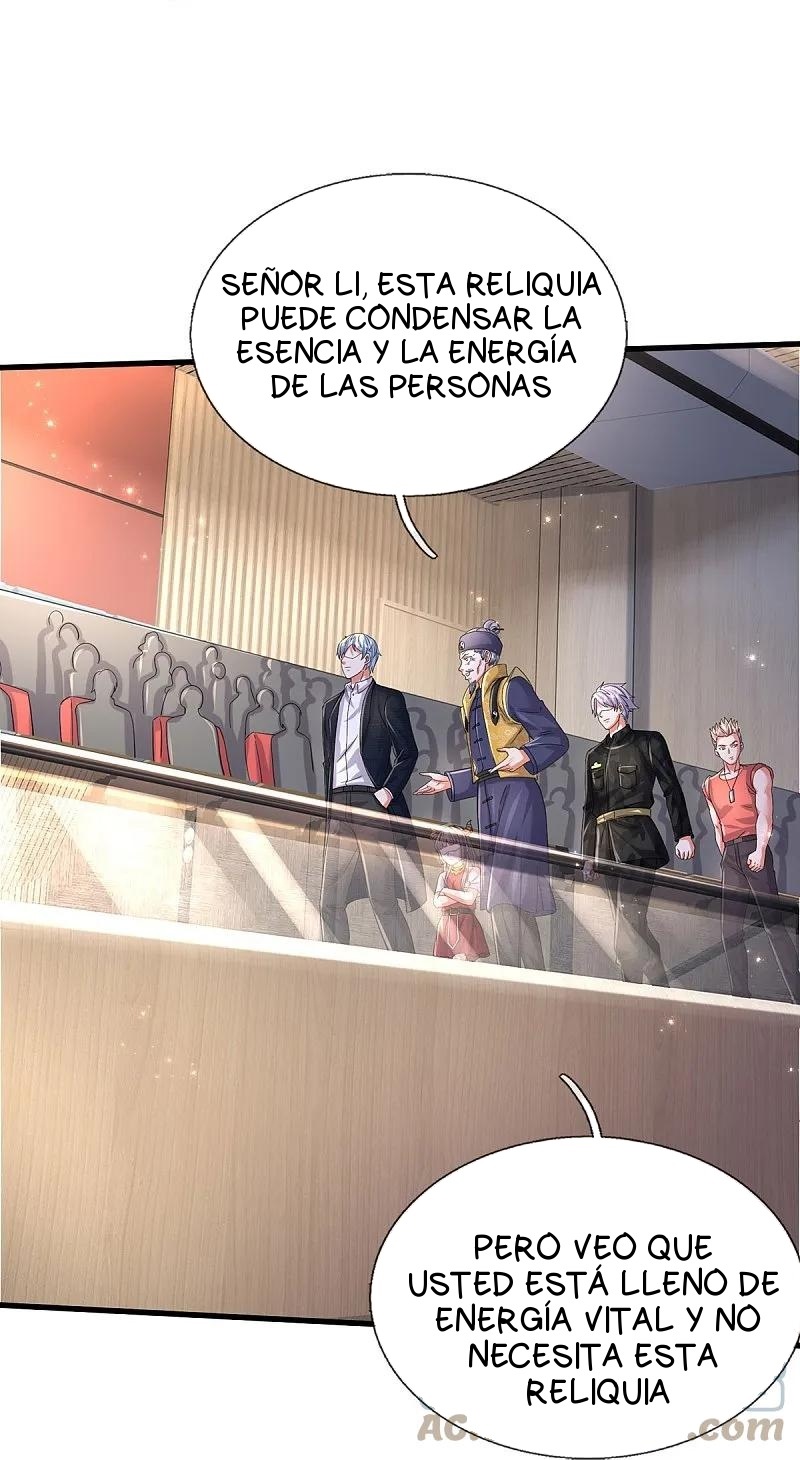 SEÑOR LI, ESTA RELIQUIA
PUEDE CONDENSAR LA
ESENCIA Y LA ENERGÍA
DE LAS PERSONAS
PERO VEO QUE
USTED ESTÁ LLENO DE
ENERGÍA VITAL Y NO
NECESITA ESTA
RELIQUIA
AC. .com